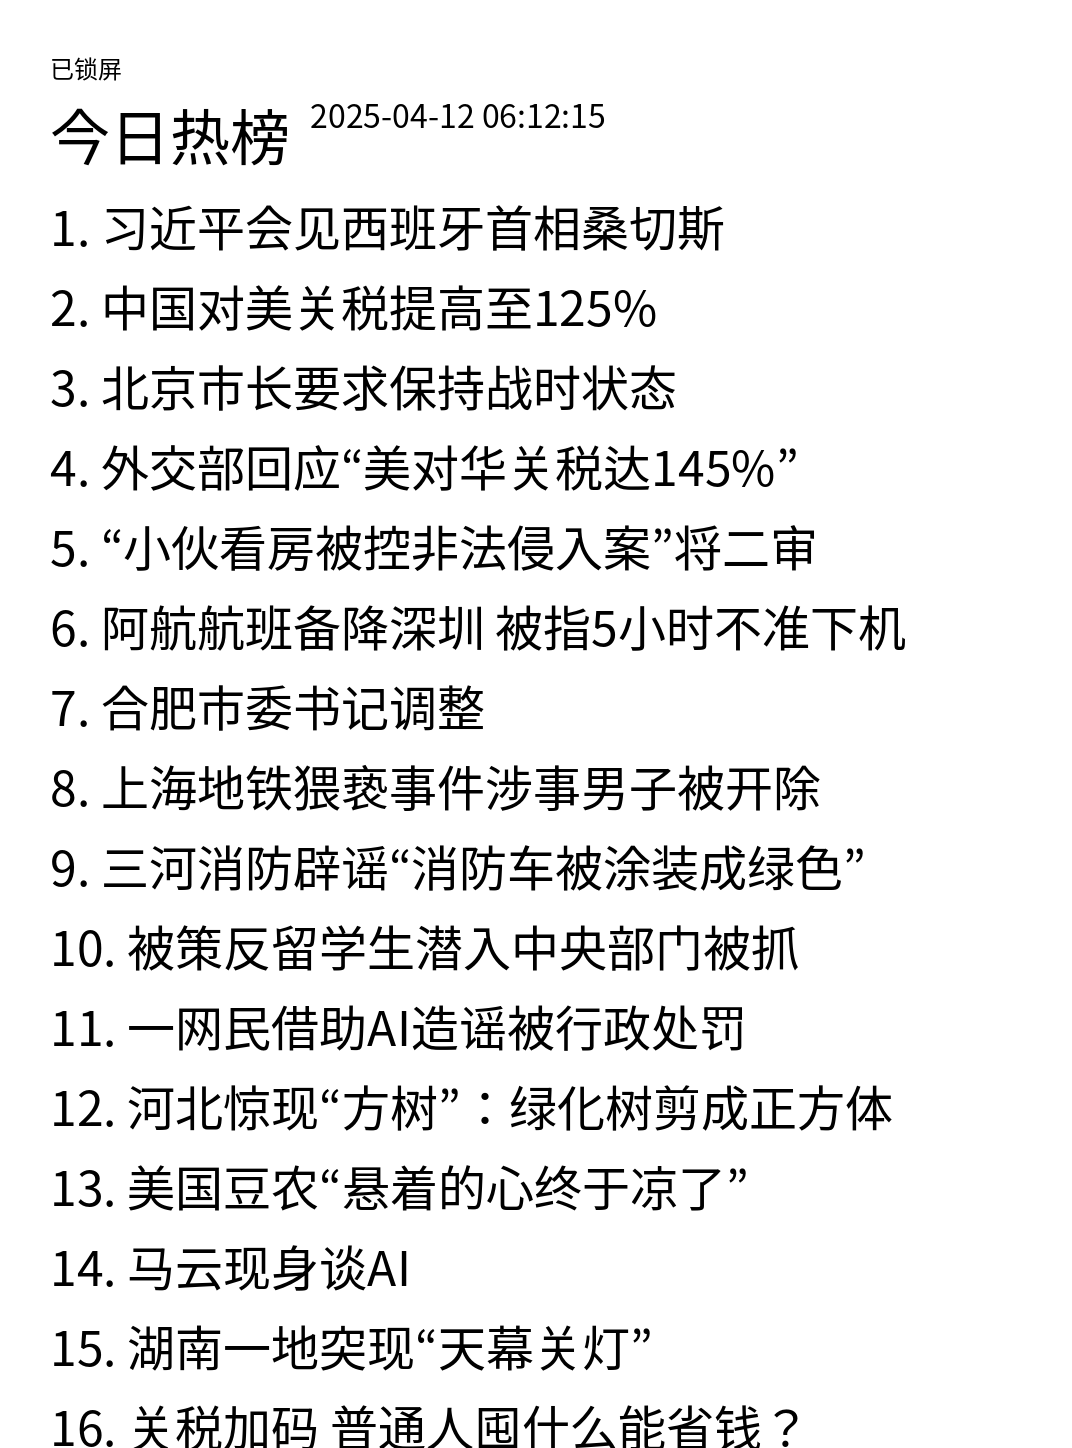 已锁屏
今日热榜 2025-04-12 06:12:15
1. 习近平会见西班牙首相桑切斯
2. 中国对美关税提高至125%
3. 北京市长要求保持战时状态
4. 外交部回应“美对华关税达145%”
5. “小伙看房被控非法侵入案”将二审
6. 阿航航班备降深圳 被指5小时不准下机
7. 合肥市委书记调整
8. 上海地铁猥亵事件涉事男子被开除
9. 三河消防辟谣“消防车被涂装成绿色”
10. 被策反留学生潜入中央部门被抓
11. 一网民借助AI造谣被行政处罚
12. 河北惊现“方树”：绿化树剪成正方体
13. 美国豆农“悬着的心终于凉了”
14. 马云现身谈AI
15. 湖南一地突现“天幕关灯”
16. 关税加码 普通人囤什么能省钱？